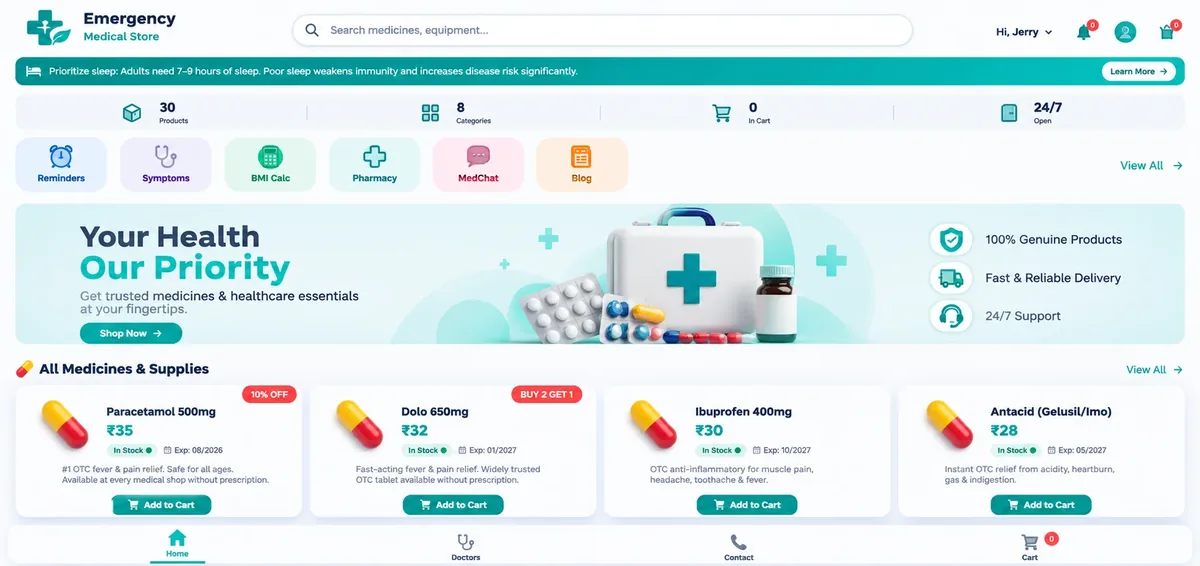 Emergency
Medical Store
Search medicines, equipment...
Hi, Jerry
0
0
Prioritize sleep: Adults need 7–9 hours of sleep. Poor sleep weakens immunity and increases disease risk significantly.
Learn More →
30
Products
8
Categories
0
In Cart
24/7
Open
Reminders
Symptoms
BMI Calc
Pharmacy
MedChat
Blog
View All →
Your Health
Our Priority
Get trusted medicines & healthcare essentials
at your fingertips.
Shop Now →
100% Genuine Products
Fast & Reliable Delivery
24/7 Support
All Medicines & Supplies
View All →
10% OFF
Paracetamol 500mg
₹35
In Stock Exp: 08/2026
#1 OTC fever & pain relief. Safe for all ages.
Available at every medical shop without prescription.
Add to Cart
BUY 2 GET 1
Dolo 650mg
₹32
In Stock Exp: 01/2027
Fast-acting fever & pain relief. Widely trusted
OTC tablet available without prescription.
Add to Cart
Ibuprofen 400mg
₹30
In Stock Exp: 10/2027
OTC anti-inflammatory for muscle pain,
headache, toothache & fever.
Add to Cart
Antacid (Gelusil/Imo)
₹28
In Stock Exp: 05/2027
Instant OTC relief from acidity, heartburn,
gas & indigestion.
Add to Cart
Home
Doctors
Contact
Cart
0